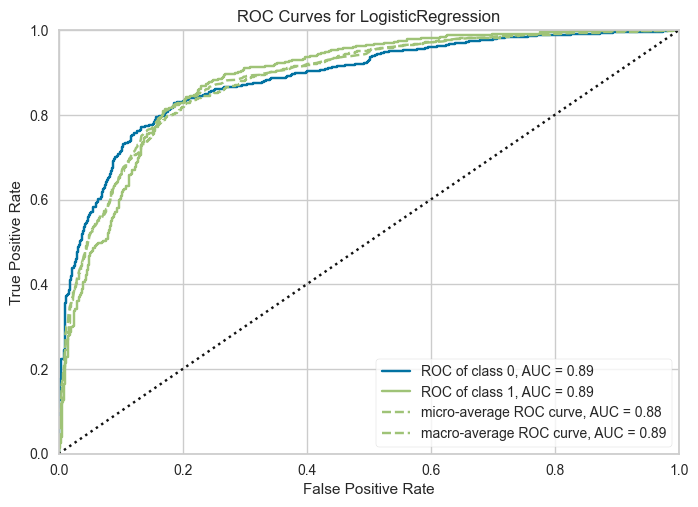 ROC Curves for LogisticRegression
1.0
0.8
0.6
0.4
0.2
0.0
True Positive Rate
ROC of class 0, AUC = 0.89
ROC of class 1, AUC = 0.89
micro-average ROC curve, AUC = 0.88
macro-average ROC curve, AUC = 0.89
0.0 0.2 0.4 0.6 0.8 1.0
False Positive Rate